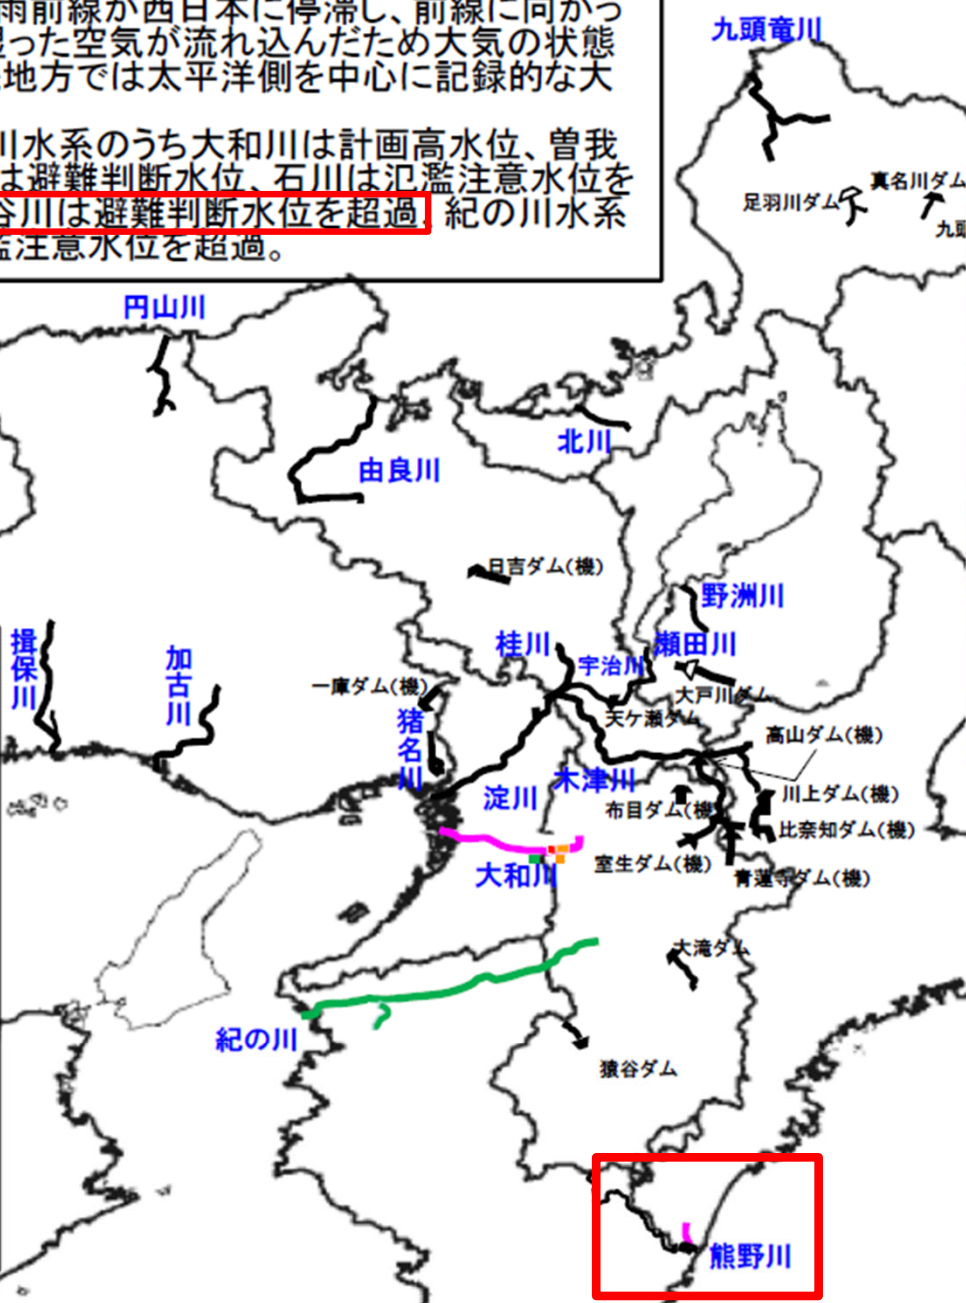 雨前線が西日本に停滞し、前線に向かっ
湿った空気が流れ込んだため大気の状態
地方では太平洋側を中心に記録的な大
川水系のうち大和川は計画高水位、曽我
は避難判断水位、石川は氾濫注意水位を
谷川は避難判断水位を超過、紀の川水系
濫注意水位を超過。
九頭竜川
真名川ダム
足羽川ダム
九頭
円山川
北川
由良川
日吉ダム(機)
野洲川
揖保川
加古川
桂川
宇治川
瀬田川
一庫ダム(機)
大戸川ダム
天ケ瀬ダム
猪名川
高山ダム(機)
木津川
淀川
川上ダム(機)
布目ダム(機
比奈知ダム(機)
室生ダム(機)
大和川
青蓮寺ダム(機)
大滝ダム
紀の川
猿谷ダム
熊野川